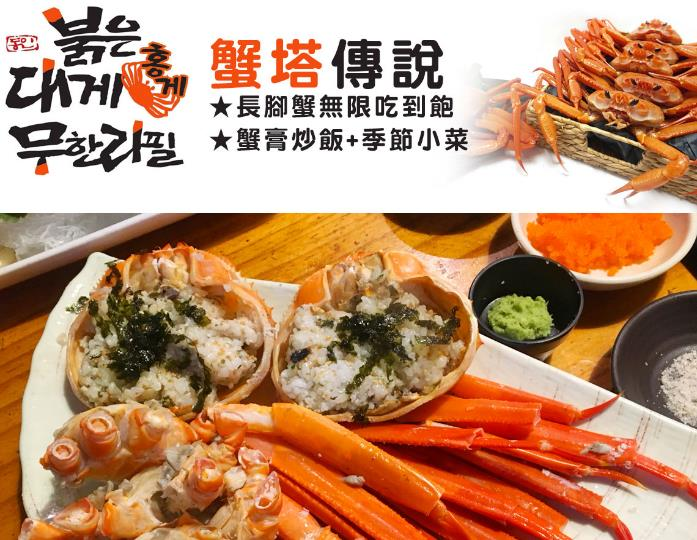 붉은
대게
홍게
무한리필
蟹塔傳說
★長腳蟹無限吃到飽
★蟹膏炒飯+季節小菜